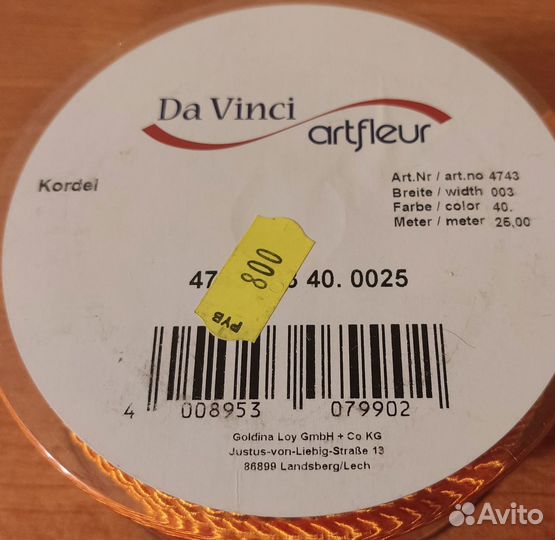 Da Vinci
artfleur
Kordel
Art.Nr / art.no 4743
Breite / width 003
Farbe / color 40.
Meter / meter 25,00
800
РУБ
47 40. 0025
4 008953 079902
Goldina Loy GmbH + Co KG
Justus-von-Liebig-Straße 13
86899 Landsberg/Lech
Avito